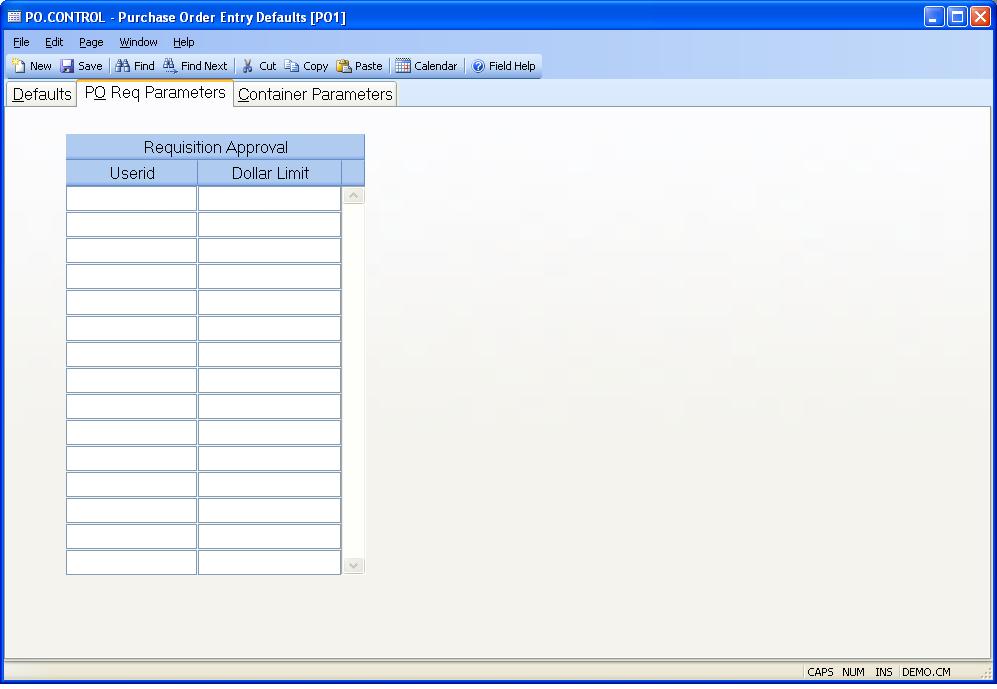 PO.CONTROL - Purchase Order Entry Defaults [PO1]
File Edit Page Window Help
New Save Find Find Next Cut Copy Paste Calendar Field Help
Defaults PO Req Parameters Container Parameters
Requisition Approval
Userid Dollar Limit
CAPS NUM INS DEMO.CM